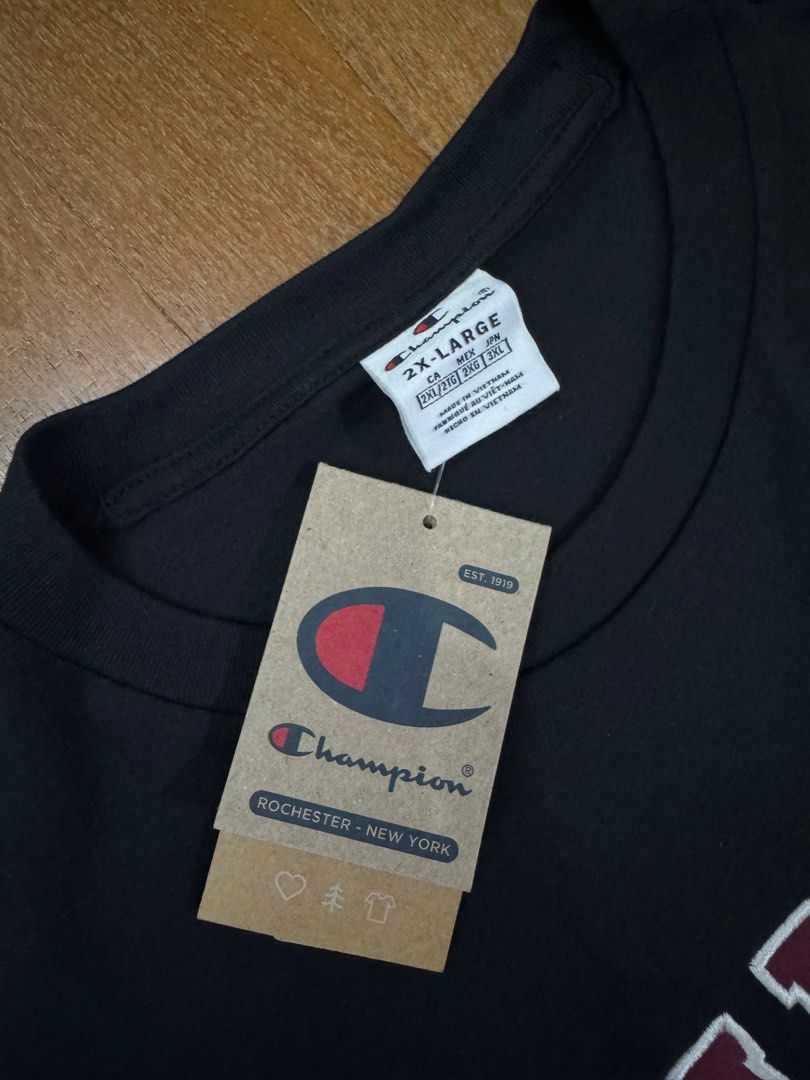 Champion®
2X-LARGE
CA MEX JPN
2XL/2TG 2XG 3XL
MADE IN VIETNAM
FABRIQUÉ AU VIÊT-NAM
HECHO EN VIETNAM
EST. 1919
Champion®
ROCHESTER - NEW YORK